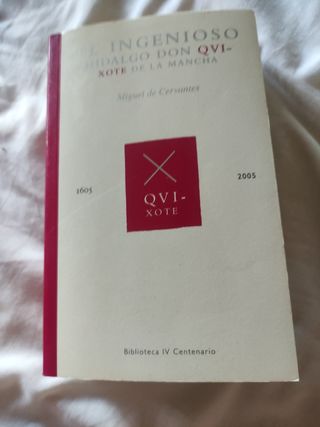 EL INGENIOSO
HIDALGO DON QVI-
XOTE DE LA MANCHA
Miguel de Cervantes
1605
2005
QVI-
XOTE
Biblioteca IV Centenario